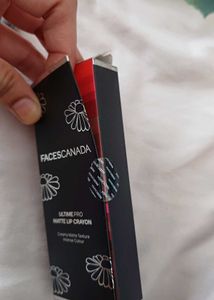 FACESCANADA
ULTIME PRO
MATTE LIP CRAYON
Creamy Matte Texture
Intense Colour